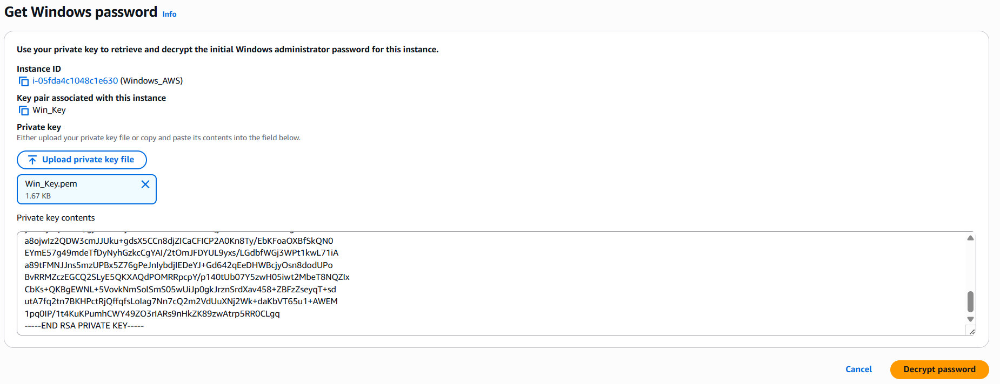 Get Windows password Info
Use your private key to retrieve and decrypt the initial Windows administrator password for this instance.
Instance ID
i-05fda4c1048c1e630 (Windows_AWS)
Key pair associated with this instance
Win_Key
Private key
Either upload your private key file or copy and paste its contents into the field below.
Upload private key file
Win_Key.pem
1.67 KB
Private key contents
a8ojwIz2QDW3cmJJUku+gdsX5CCn8djZICaCFICP2A0Kn8Ty/EbKFoaOXBfSkQN0
EYmE57g49mdeTfDyNyhGzkcCgYAI/2tOmJFDYUL9yxs/LGdbfWGj3WPt1kwL71iA
a89tFMNJJns5mzUPBx5Z76gPeJnIybdjIEDeYJ+Gd642qEeDHWBcjyOsn8dodUPo
BvRRMZczEGCQ2SLyE5QKXAQdPOMRRpcpY/p140tUb07Y5zwH05iwt2MbeT8NQZIx
CbKs+QKBgEWNL+5VovkNmSolSmS05wUiJp0gkJrznSrdXav458+ZBFzZseyqT+sd
utA7fq2tn7BKHPctRjQffqfsLoIag7Nn7cQ2m2VdUuXNj2Wk+daKbVT65u1+AWEM
1pq0IP/1t4KuKPumhCWY49ZO3rIARs9nHkZK89zwAtrp5RR0CLgq
-----END RSA PRIVATE KEY-----
Cancel
Decrypt password